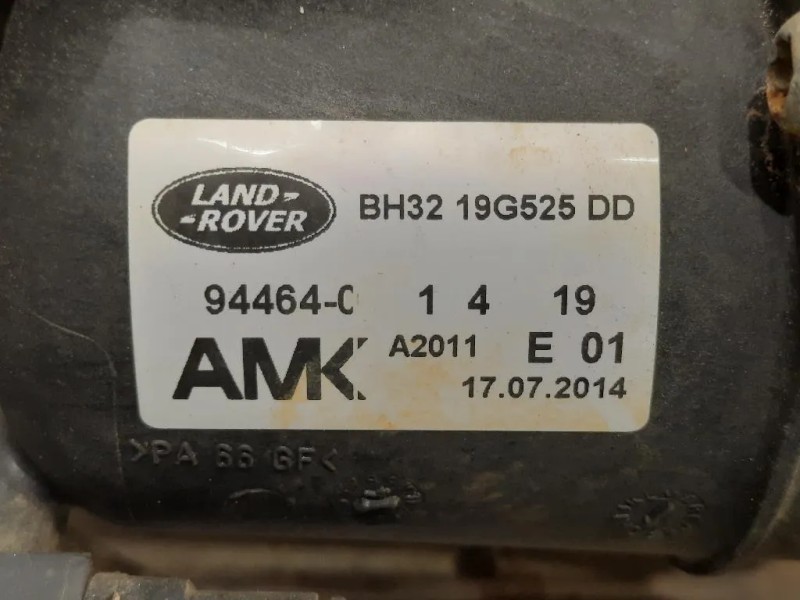 LAND-
-ROVER
BH32 19G525 DD
94464-0 1 4 19
AMK A2011 E 01
17.07.2014
>PA 66 GF<